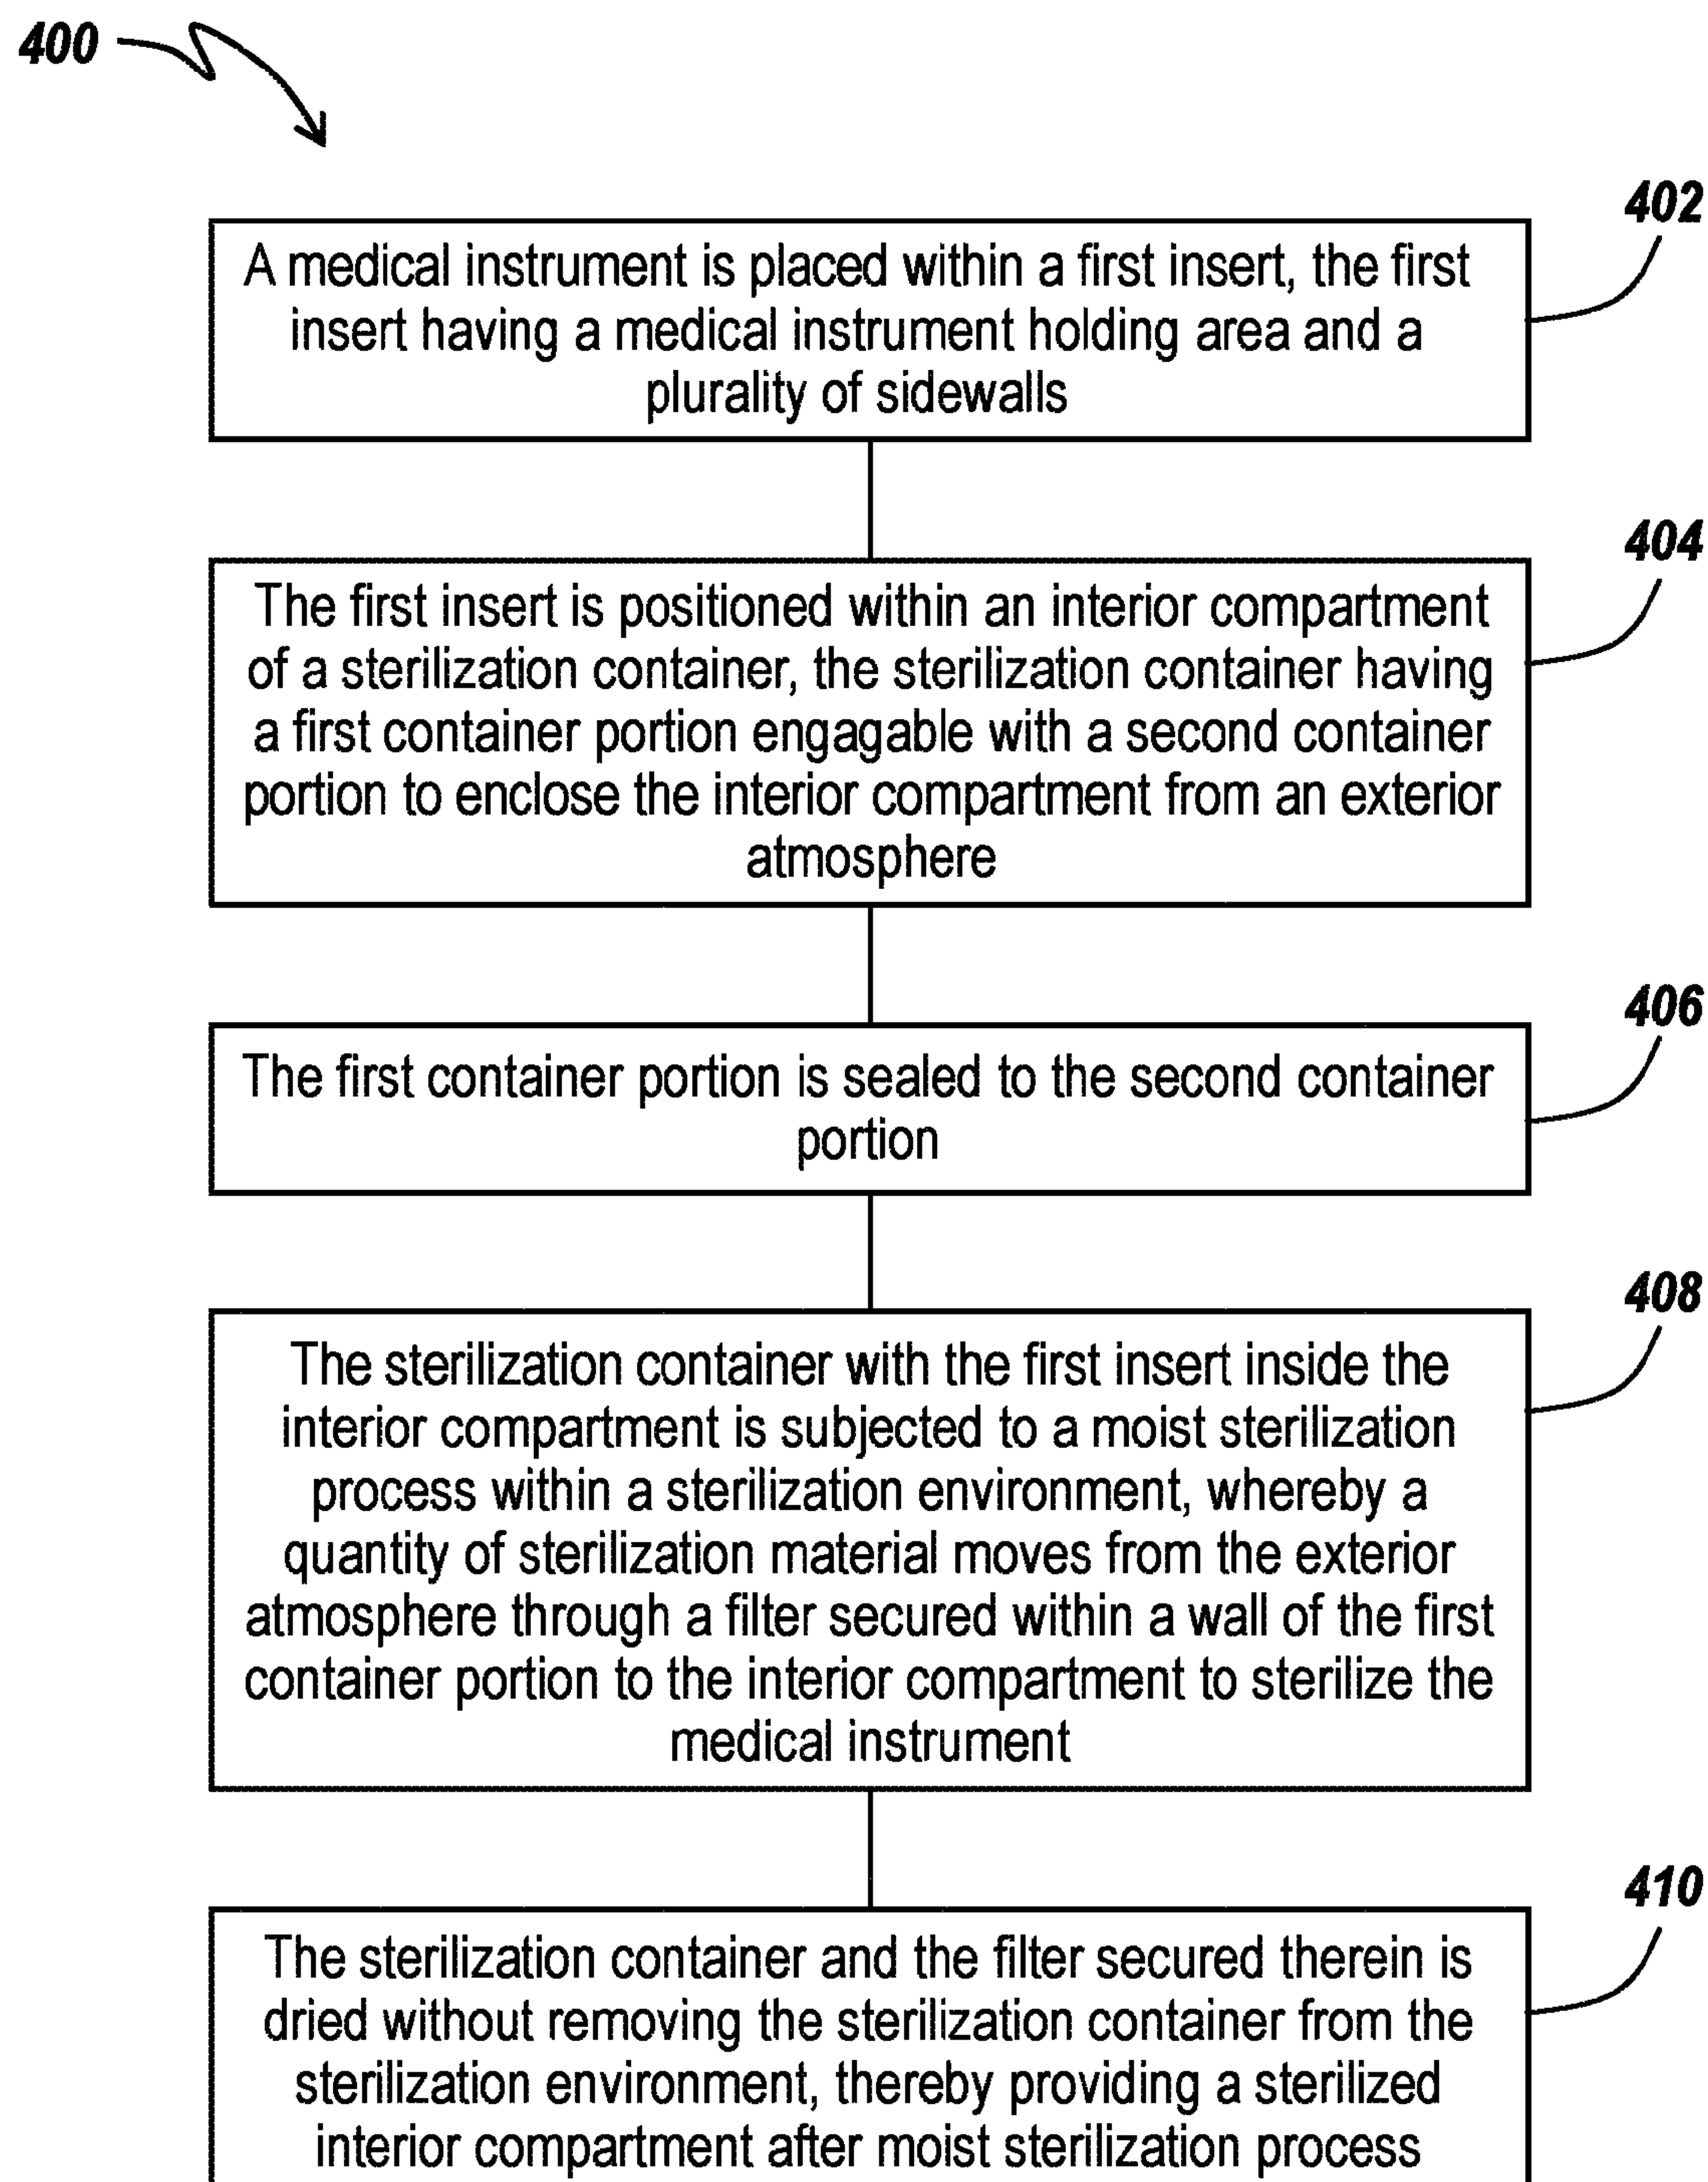 400
402
A medical instrument is placed within a first insert, the first
insert having a medical instrument holding area and a
plurality of sidewalls
404
The first insert is positioned within an interior compartment
of a sterilization container, the sterilization container having
a first container portion engagable with a second container
portion to enclose the interior compartment from an exterior
atmosphere
406
The first container portion is sealed to the second container
portion
408
The sterilization container with the first insert inside the
interior compartment is subjected to a moist sterilization
process within a sterilization environment, whereby a
quantity of sterilization material moves from the exterior
atmosphere through a filter secured within a wall of the first
container portion to the interior compartment to sterilize the
medical instrument
410
The sterilization container and the filter secured therein is
dried without removing the sterilization container from the
sterilization environment, thereby providing a sterilized
interior compartment after moist sterilization process